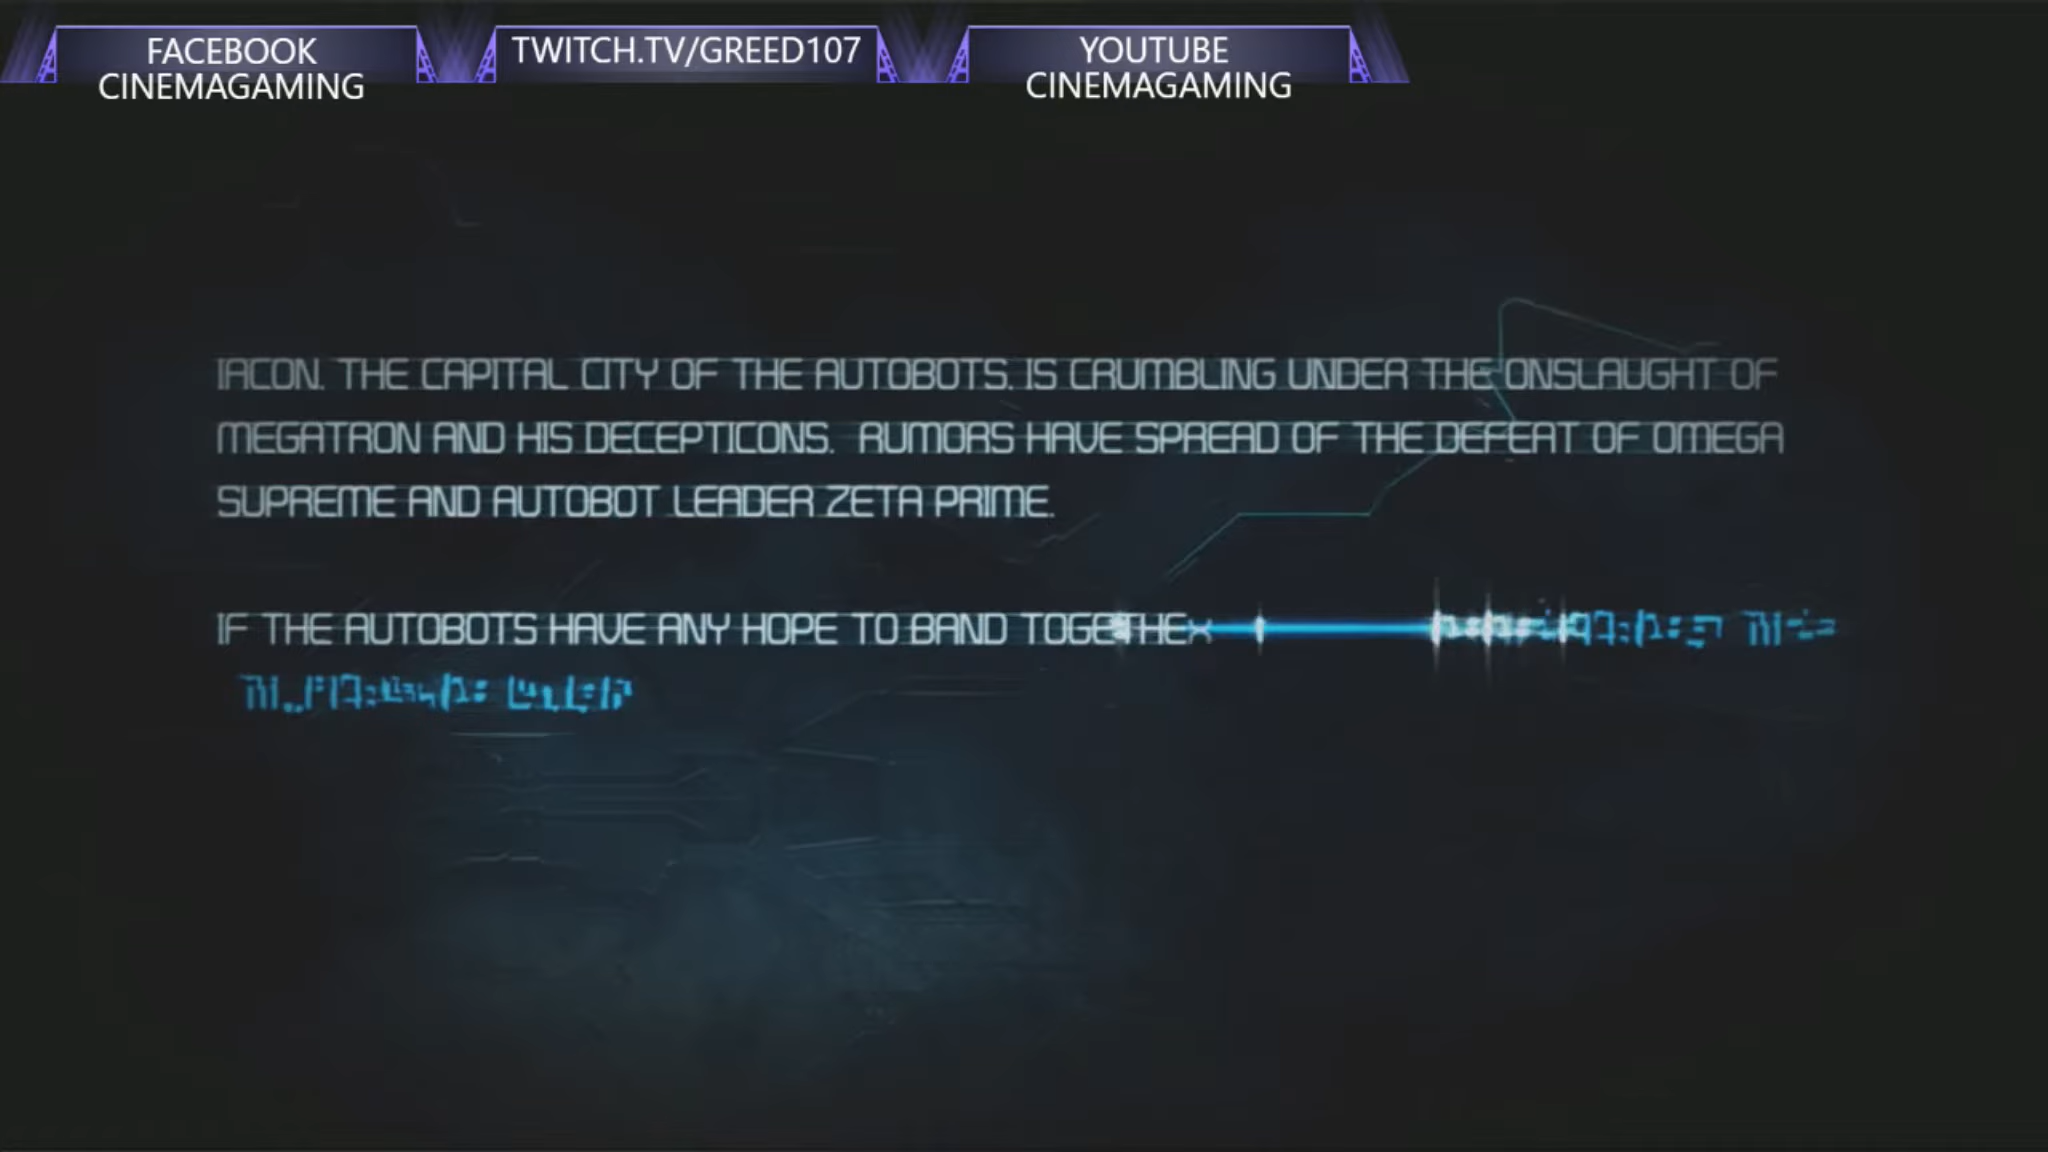 FACEBOOK
CINEMAGAMING
TWITCH.TV/GREED107
YOUTUBE
CINEMAGAMING
IACON, THE CAPITAL CITY OF THE AUTOBOTS, IS CRUMBLING UNDER THE ONSLAUGHT OF
MEGATRON AND HIS DECEPTICONS. RUMORS HAVE SPREAD OF THE DEFEAT OF OMEGA
SUPREME AND AUTOBOT LEADER ZETA PRIME.
IF THE AUTOBOTS HAVE ANY HOPE TO BAND